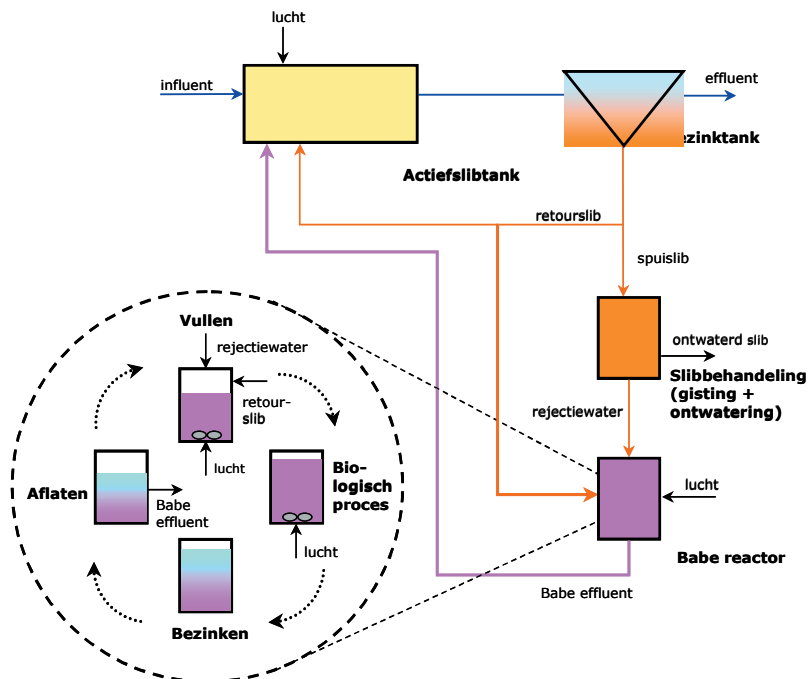 lucht
influent
effluent
ezinktank
Actiefslibtank
retourslib
spuislib
Vullen
rejectiewater
ontwaterd slib
Slibbehandeling
(gisting +
ontwatering)
retour-
slib
rejectiewater
lucht
Bio-
logisch
proces
Aflaten
Babe
effluent
lucht
lucht
Babe reactor
Babe effluent
Bezinken